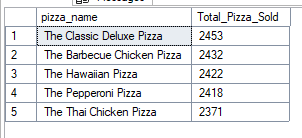 pizza_name Total_Pizza_Sold
1 The Classic Deluxe Pizza 2453
2 The Barbecue Chicken Pizza 2432
3 The Hawaiian Pizza 2422
4 The Pepperoni Pizza 2418
5 The Thai Chicken Pizza 2371